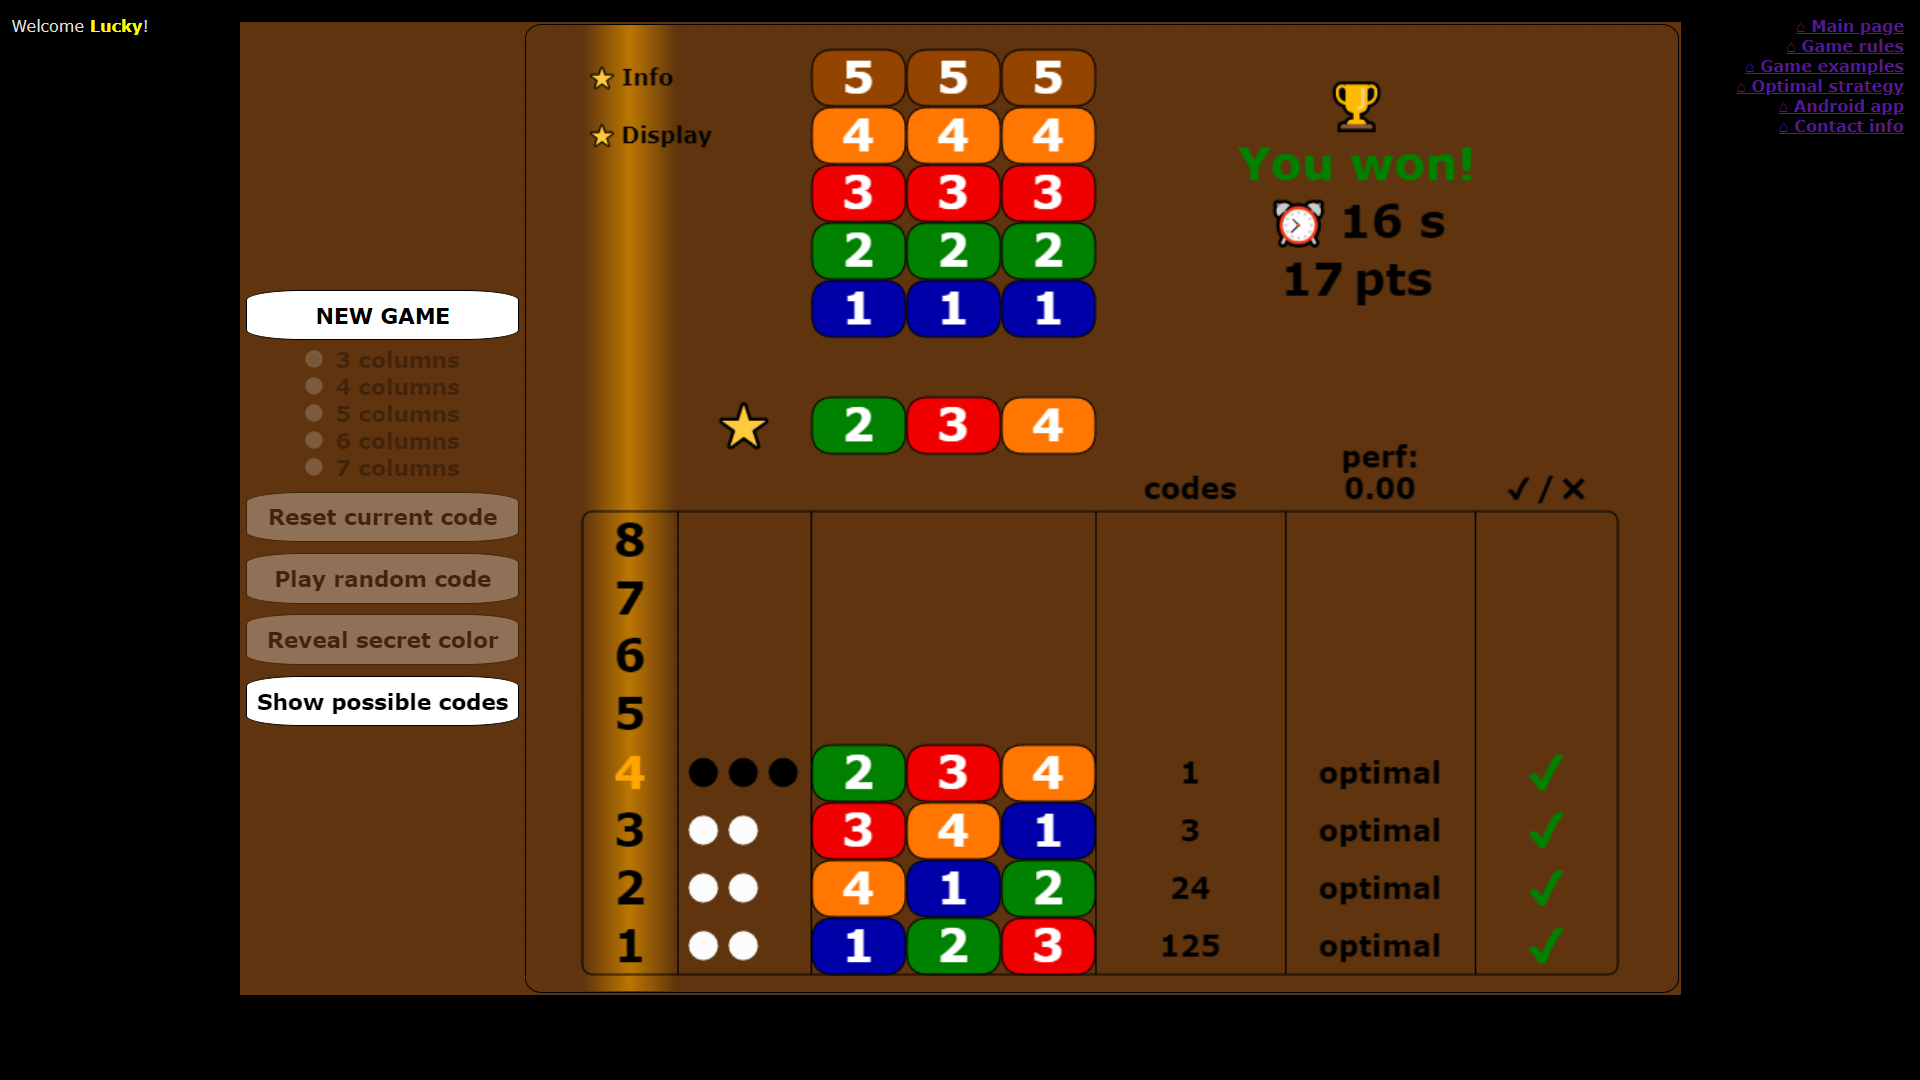 Welcome Lucky!
⌂ Main page
⌂ Game rules
⌂ Game examples
⌂ Optimal strategy
⌂ Android app
⌂ Contact info
Info
Display
5 5 5
4 4 4
3 3 3
2 2 2
1 1 1
You won!
16 s
17 pts
NEW GAME
3 columns
4 columns
5 columns
6 columns
7 columns
Reset current code
Play random code
Reveal secret color
Show possible codes
2 3 4
codes
perf:
0.00
✓ / ✕
8
7
6
5
4 2 3 4 1 optimal ✓
3 3 4 1 3 optimal ✓
2 4 1 2 24 optimal ✓
1 1 2 3 125 optimal ✓